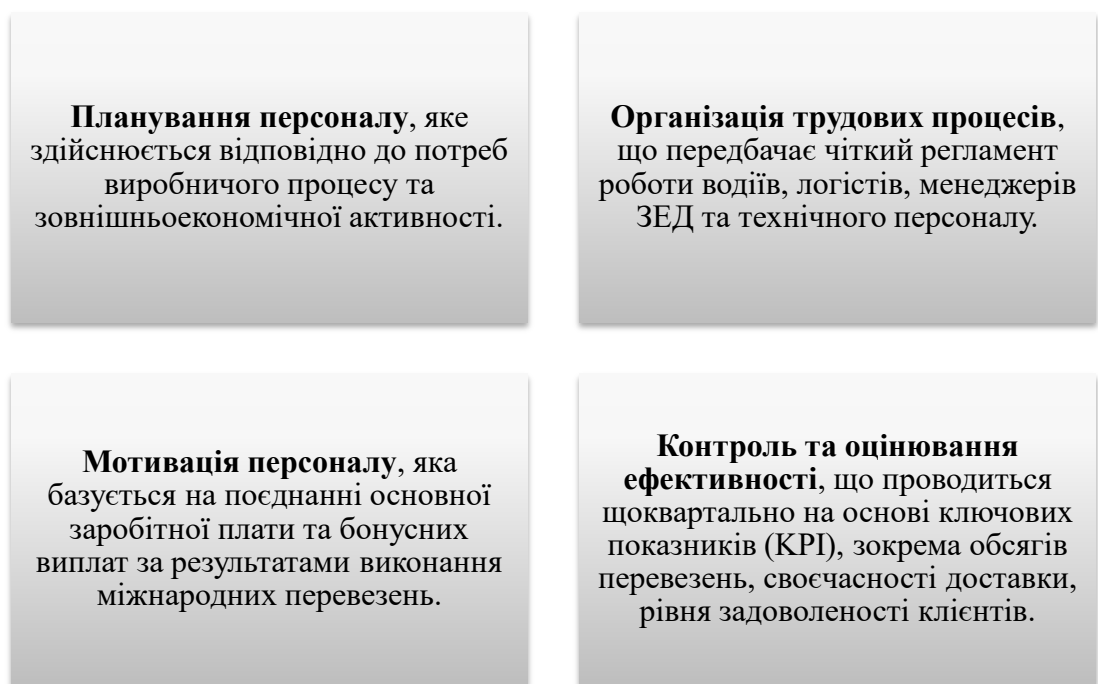 Планування персоналу, яке
здійснюється відповідно до потреб
виробничого процесу та
зовнішньоекономічної активності.
Організація трудових процесів,
що передбачає чіткий регламент
роботи водіїв, логістів, менеджерів
ЗЕД та технічного персоналу.
Мотивація персоналу, яка
базується на поєднанні основної
заробітної плати та бонусних
виплат за результатами виконання
міжнародних перевезень.
Контроль та оцінювання
ефективності, що проводиться
щоквартально на основі ключових
показників (KPI), зокрема обсягів
перевезень, своєчасності доставки,
рівня задоволеності клієнтів.